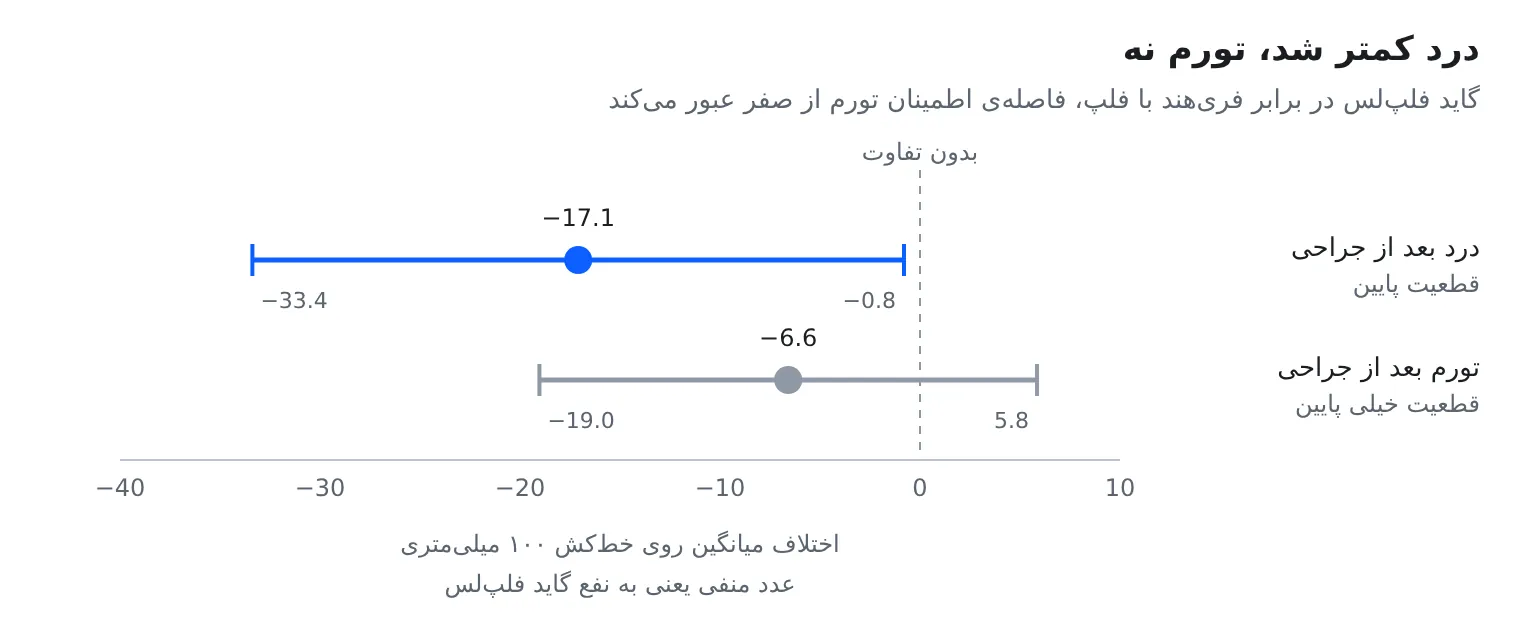 درد کمتر شد، تورم نه
گاید فلپ‌لس در برابر فری‌هند با فلپ، فاصله‌ی اطمینان تورم از صفر عبور می‌کند
بدون تفاوت
−17.1
درد بعد از جراحی
قطعیت پایین
−33.4
−0.8
−6.6
تورم بعد از جراحی
قطعیت خیلی پایین
−19.0
5.8
−40
−30
−20
−10
0
10
اختلاف میانگین روی خط‌کش ۱۰۰ میلی‌متری
عدد منفی یعنی به نفع گاید فلپ‌لس